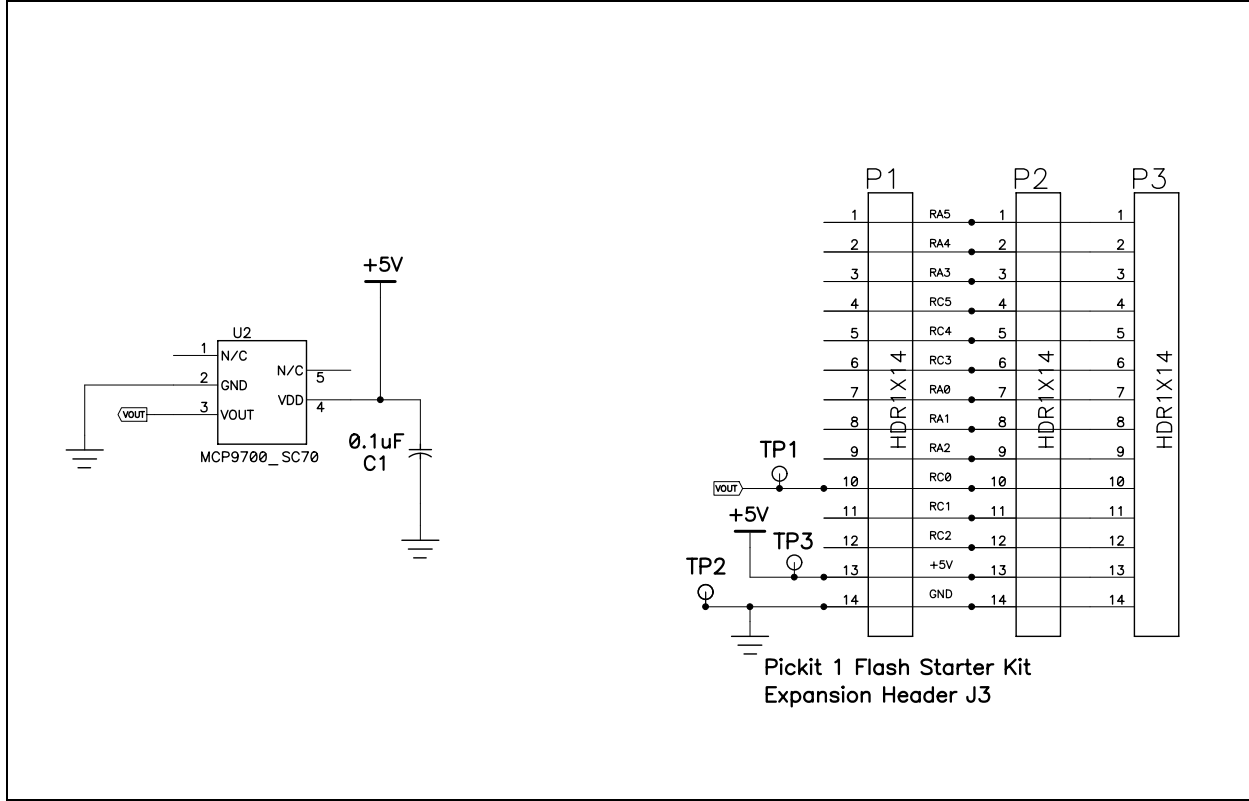 +5V
U2
1 N/C
N/C 5
2 GND
VDD 4
VOUT 3 VOUT
MCP9700_SC70
0.1uF
C1
P1 P2 P3
1 RA5 1 1
2 RA4 2 2
3 RA3 3 3
4 RC5 4 4
5 RC4 5 5
6 RC3 6 6
7 RA0 7 7
8 RA1 8 8
9 RA2 9 9
10 RC0 10 10
11 RC1 11 11
12 RC2 12 12
13 +5V 13 13
14 GND 14 14
HDR1X14 HDR1X14 HDR1X14
TP1
VOUT
+5V
TP3
TP2
Pickit 1 Flash Starter Kit
Expansion Header J3